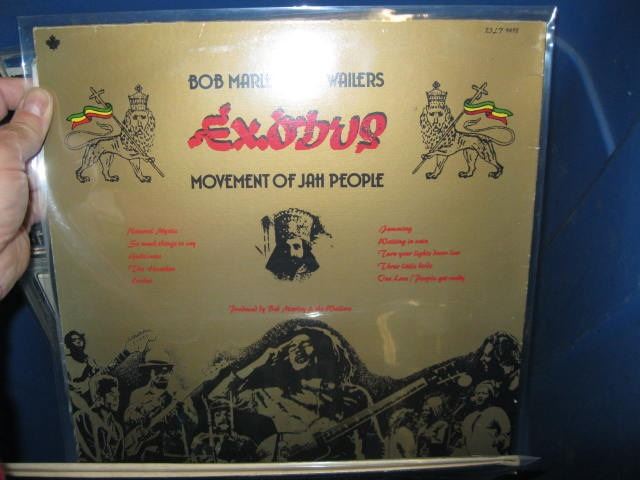 BOB MARLE WAILERS
EXODUS
MOVEMENT OF JAH PEOPLE
Natural Mystic
So much things to say
Guiltiness
The Heathen
Exodus
Jamming
Waiting in vain
Turn your lights down low
Three little birds
One Love / People get ready
Produced by Bob Marley & the Wailers